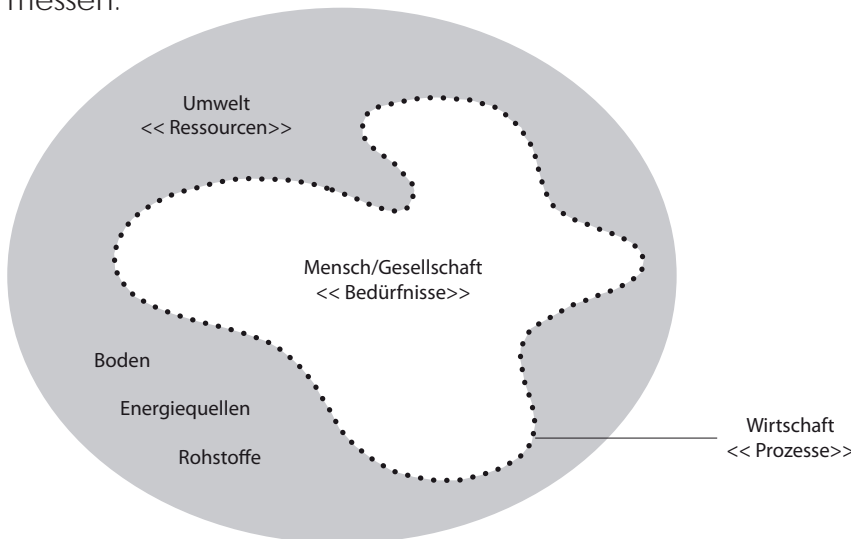 messen.
Umwelt
<< Ressourcen>>
Mensch/Gesellschaft
<< Bedürfnisse>>
Boden
Energiequellen
Rohstoffe
Wirtschaft
<< Prozesse>>